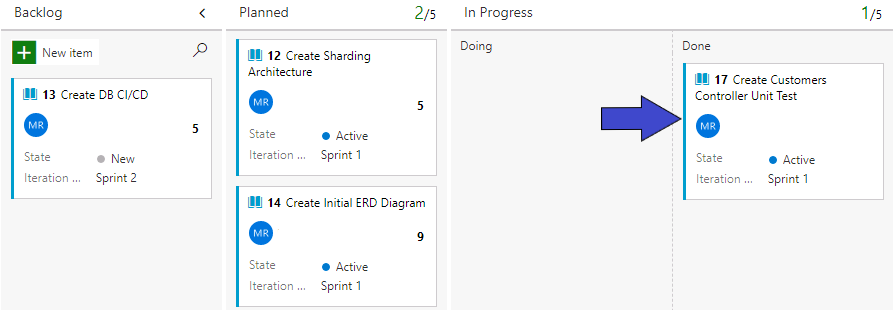 Backlog
<
New item
13 Create DB CI/CD
MR
5
State
New
Iteration ...
Sprint 2
Planned
2/5
12 Create Sharding
Architecture
MR
5
State
Active
Iteration ...
Sprint 1
14 Create Initial ERD Diagram
MR
9
State
Active
Iteration ...
Sprint 1
In Progress
1/5
Doing
Done
17 Create Customers
Controller Unit Test
MR
State
Active
Iteration ...
Sprint 1